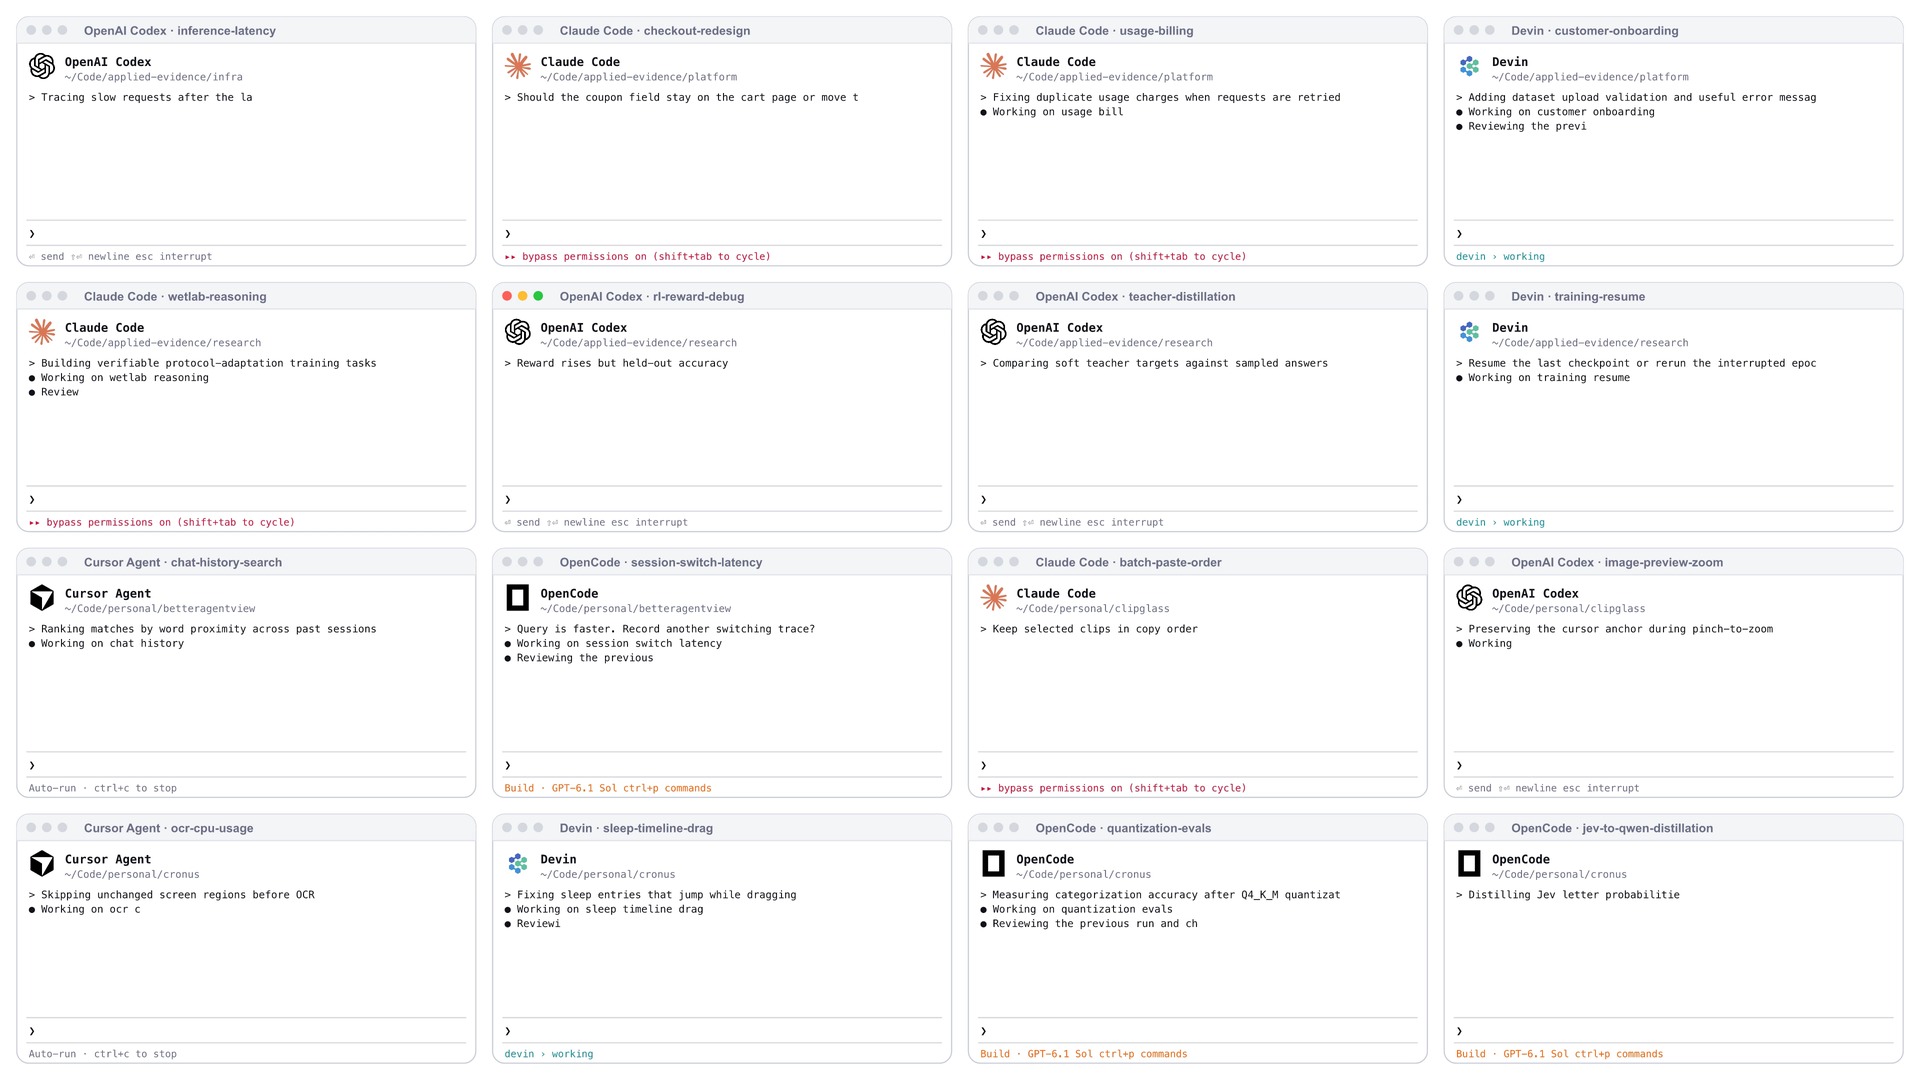 OpenAI Codex · inference-latency
OpenAI Codex
~/Code/applied-evidence/infra
> Tracing slow requests after the la
❯
⏎ send ⇧⏎ newline esc interrupt
Claude Code · checkout-redesign
Claude Code
~/Code/applied-evidence/platform
> Should the coupon field stay on the cart page or move t
❯
▸▸ bypass permissions on (shift+tab to cycle)
Claude Code · usage-billing
Claude Code
~/Code/applied-evidence/platform
> Fixing duplicate usage charges when requests are retried
● Working on usage bill
❯
▸▸ bypass permissions on (shift+tab to cycle)
Devin · customer-onboarding
Devin
~/Code/applied-evidence/platform
> Adding dataset upload validation and useful error messag
● Working on customer onboarding
● Reviewing the previ
❯
devin › working
Claude Code · wetlab-reasoning
Claude Code
~/Code/applied-evidence/research
> Building verifiable protocol-adaptation training tasks
● Working on wetlab reasoning
● Review
❯
▸▸ bypass permissions on (shift+tab to cycle)
OpenAI Codex · rl-reward-debug
OpenAI Codex
~/Code/applied-evidence/research
> Reward rises but held-out accuracy
❯
⏎ send ⇧⏎ newline esc interrupt
OpenAI Codex · teacher-distillation
OpenAI Codex
~/Code/applied-evidence/research
> Comparing soft teacher targets against sampled answers
❯
⏎ send ⇧⏎ newline esc interrupt
Devin · training-resume
Devin
~/Code/applied-evidence/research
> Resume the last checkpoint or rerun the interrupted epoc
● Working on training resume
❯
devin › working
Cursor Agent · chat-history-search
Cursor Agent
~/Code/personal/betteragentview
> Ranking matches by word proximity across past sessions
● Working on chat history
❯
Auto-run · ctrl+c to stop
OpenCode · session-switch-latency
OpenCode
~/Code/personal/betteragentview
> Query is faster. Record another switching trace?
● Working on session switch latency
● Reviewing the previous
❯
Build · GPT-6.1 Sol ctrl+p commands
Claude Code · batch-paste-order
Claude Code
~/Code/personal/clipglass
> Keep selected clips in copy order
❯
▸▸ bypass permissions on (shift+tab to cycle)
OpenAI Codex · image-preview-zoom
OpenAI Codex
~/Code/personal/clipglass
> Preserving the cursor anchor during pinch-to-zoom
● Working
❯
⏎ send ⇧⏎ newline esc interrupt
Cursor Agent · ocr-cpu-usage
Cursor Agent
~/Code/personal/cronus
> Skipping unchanged screen regions before OCR
● Working on ocr c
❯
Auto-run · ctrl+c to stop
Devin · sleep-timeline-drag
Devin
~/Code/personal/cronus
> Fixing sleep entries that jump while dragging
● Working on sleep timeline drag
● Reviewi
❯
devin › working
OpenCode · quantization-evals
OpenCode
~/Code/personal/cronus
> Measuring categorization accuracy after Q4_K_M quantizat
● Working on quantization evals
● Reviewing the previous run and ch
❯
Build · GPT-6.1 Sol ctrl+p commands
OpenCode · jev-to-qwen-distillation
OpenCode
~/Code/personal/cronus
> Distilling Jev letter probabilitie
❯
Build · GPT-6.1 Sol ctrl+p commands